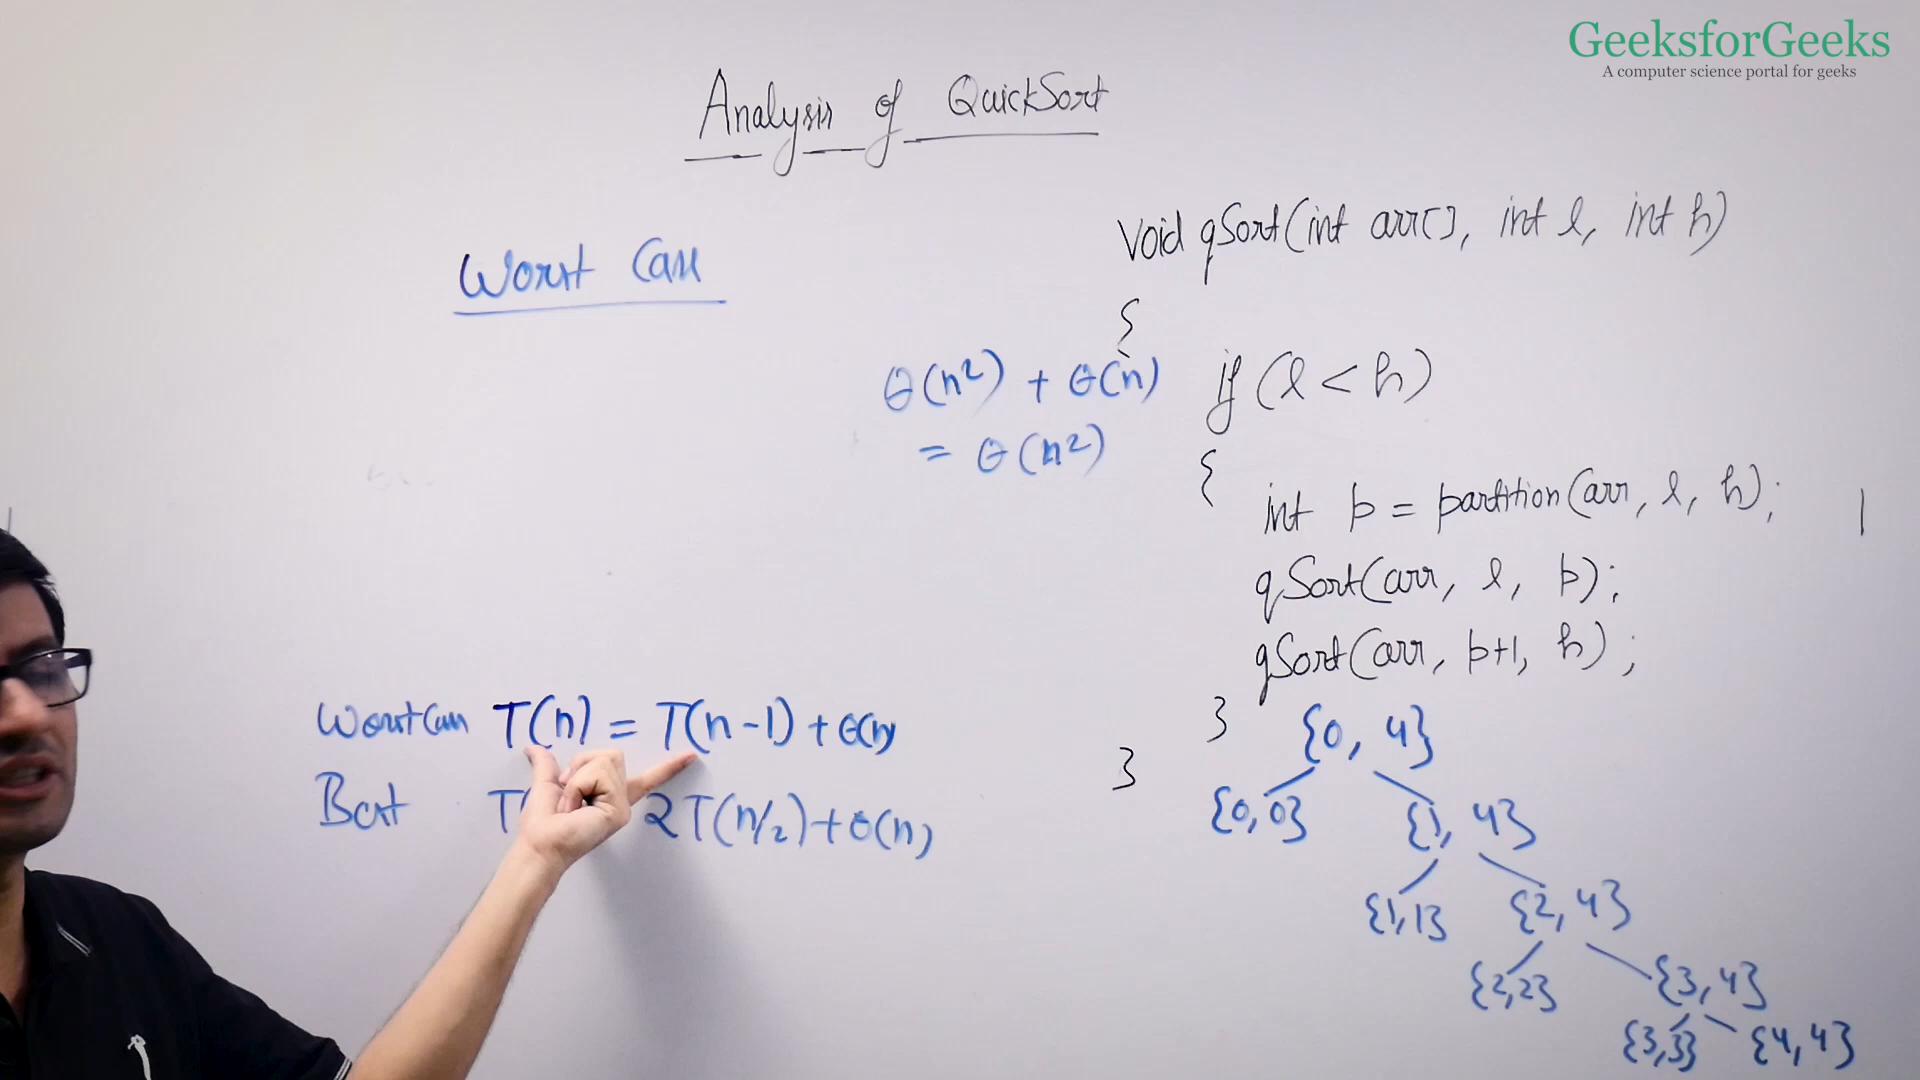 GeeksforGeeks
A computer science portal for geeks
Analysis of QuickSort
Worst Case
θ(n²) + θ(n)
= θ(n²)
void qSort(int arr[], int l, int h)
{
if (l < h)
{
int p = partition(arr, l, h);
qSort(arr, l, p);
qSort(arr, p+1, h);
}
}
Worst Case T(n) = T(n-1) + θ(n)
Best T( 2T(n/2) + θ(n)
{0, 4}
{0, 0} {1, 4}
{1, 1} {2, 4}
{2, 2} {3, 4}
{3, 3} {4, 4}